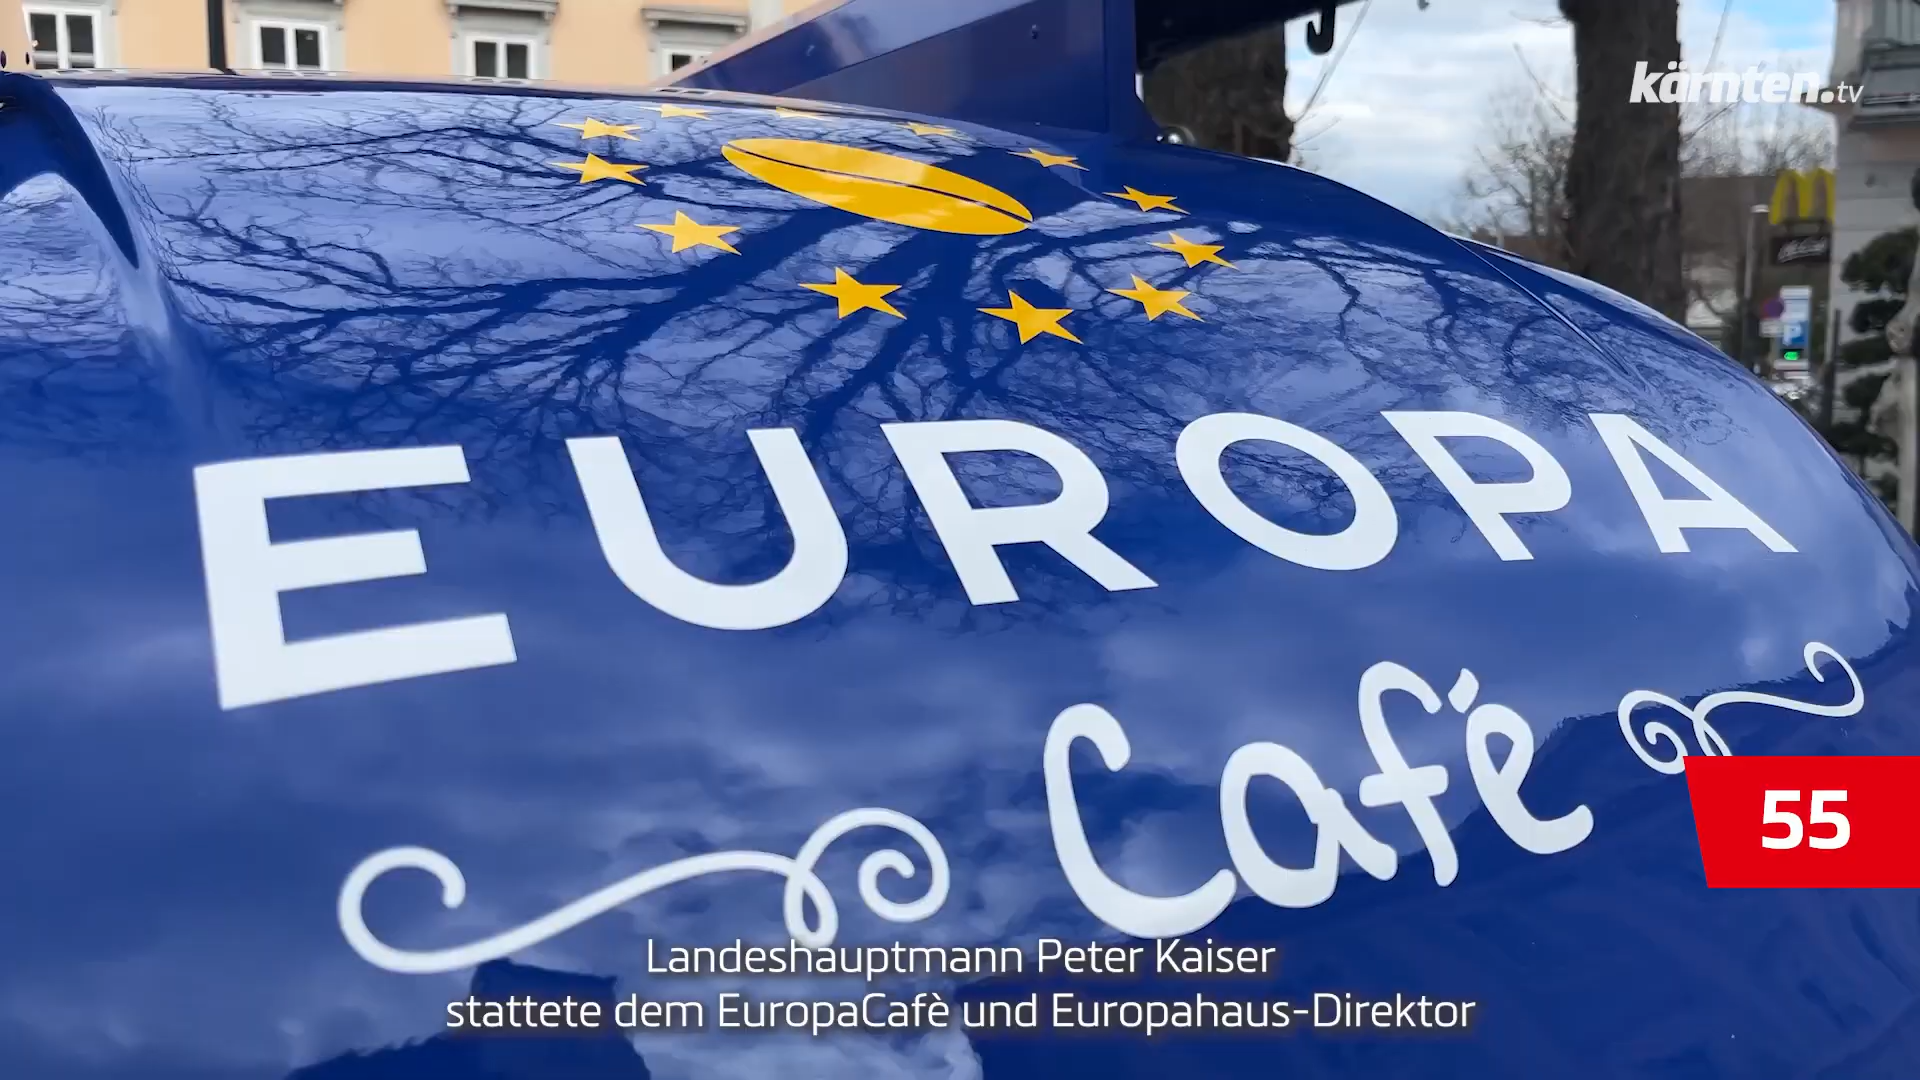 kärnten.tv
EUROPA
Café
55
Landeshauptmann Peter Kaiser
stattete dem EuropaCafè und Europahaus-Direktor